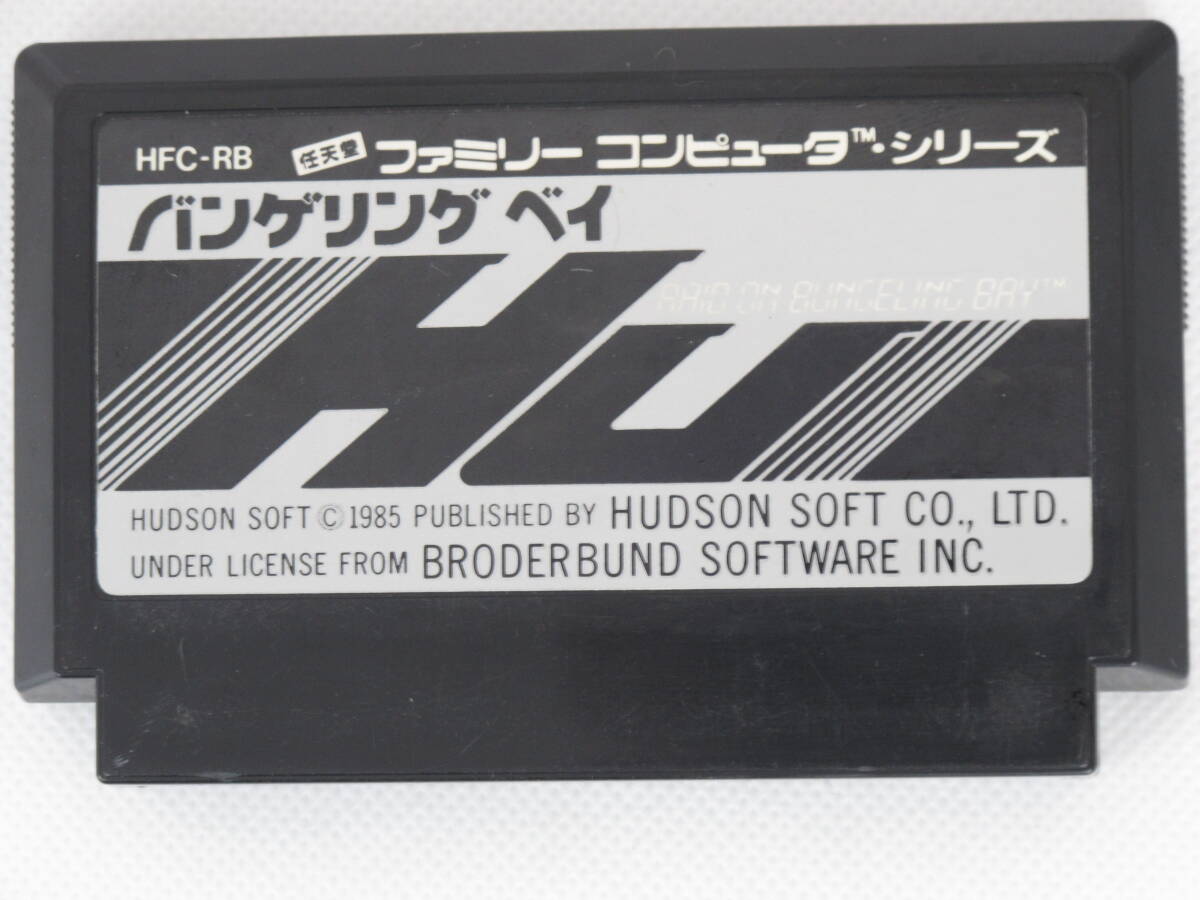 HFC-RB 任天堂 ファミリー コンピュータ™・シリーズ
バンゲリング ベイ
RAID ON BUNGELING BAY™
HU
HUDSON SOFT © 1985 PUBLISHED BY HUDSON SOFT CO., LTD.
UNDER LICENSE FROM BRODERBUND SOFTWARE INC.